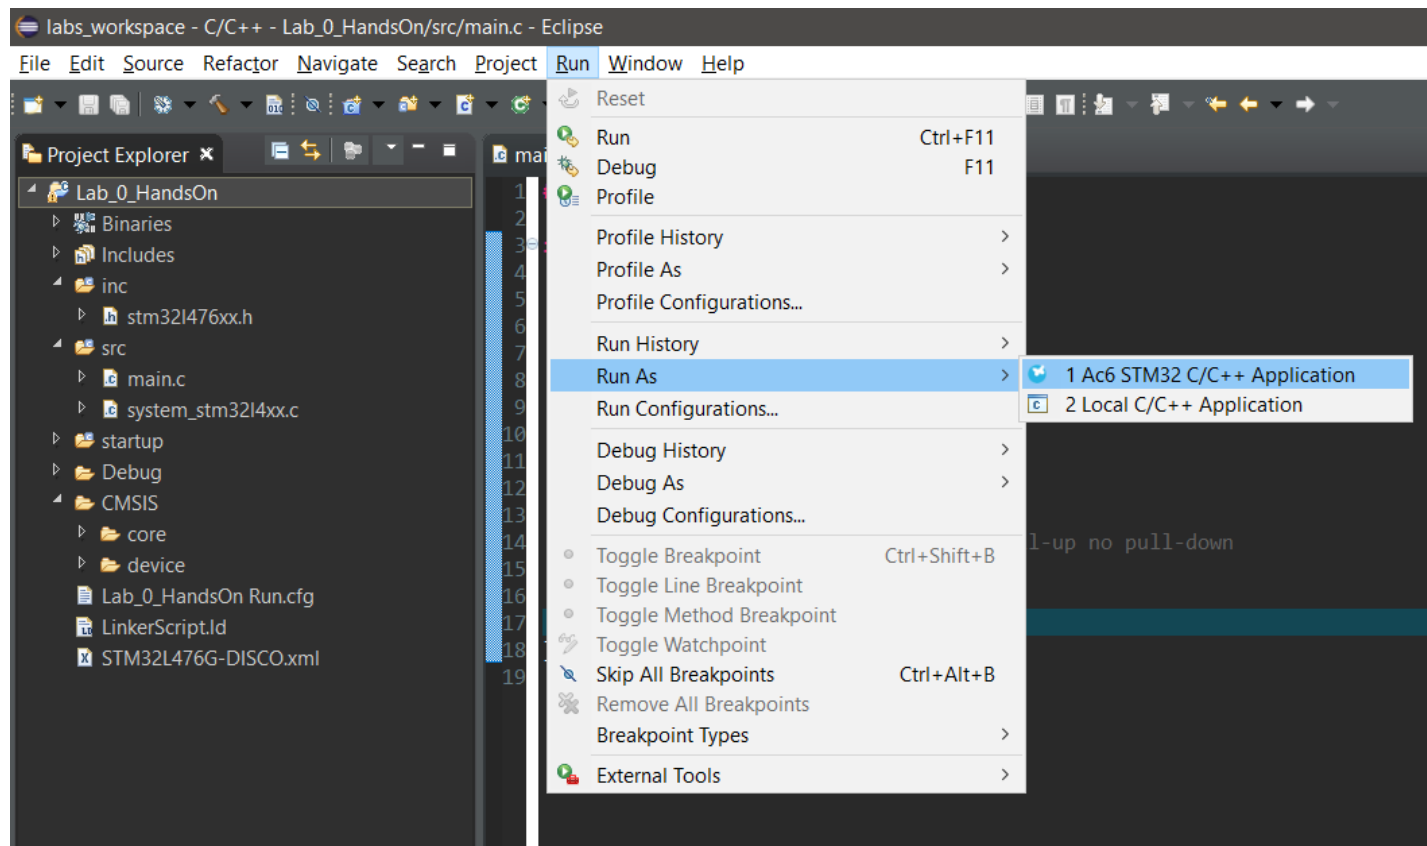 labs_workspace - C/C++ - Lab_0_HandsOn/src/main.c - Eclipse
File Edit Source Refactor Navigate Search Project Run Window Help
Project Explorer
Lab_0_HandsOn
Binaries
Includes
inc
stm32l476xx.h
src
main.c
system_stm32l4xx.c
startup
Debug
CMSIS
core
device
Lab_0_HandsOn Run.cfg
LinkerScript.ld
STM32L476G-DISCO.xml
mai
1
2
3
4
5
6
7
8
9
10
11
12
13
14
15
16
17
18
19
l-up no pull-down
Reset
Run Ctrl+F11
Debug F11
Profile
Profile History
Profile As
Profile Configurations...
Run History
Run As
Run Configurations...
Debug History
Debug As
Debug Configurations...
Toggle Breakpoint Ctrl+Shift+B
Toggle Line Breakpoint
Toggle Method Breakpoint
Toggle Watchpoint
Skip All Breakpoints Ctrl+Alt+B
Remove All Breakpoints
Breakpoint Types
External Tools
1 Ac6 STM32 C/C++ Application
2 Local C/C++ Application